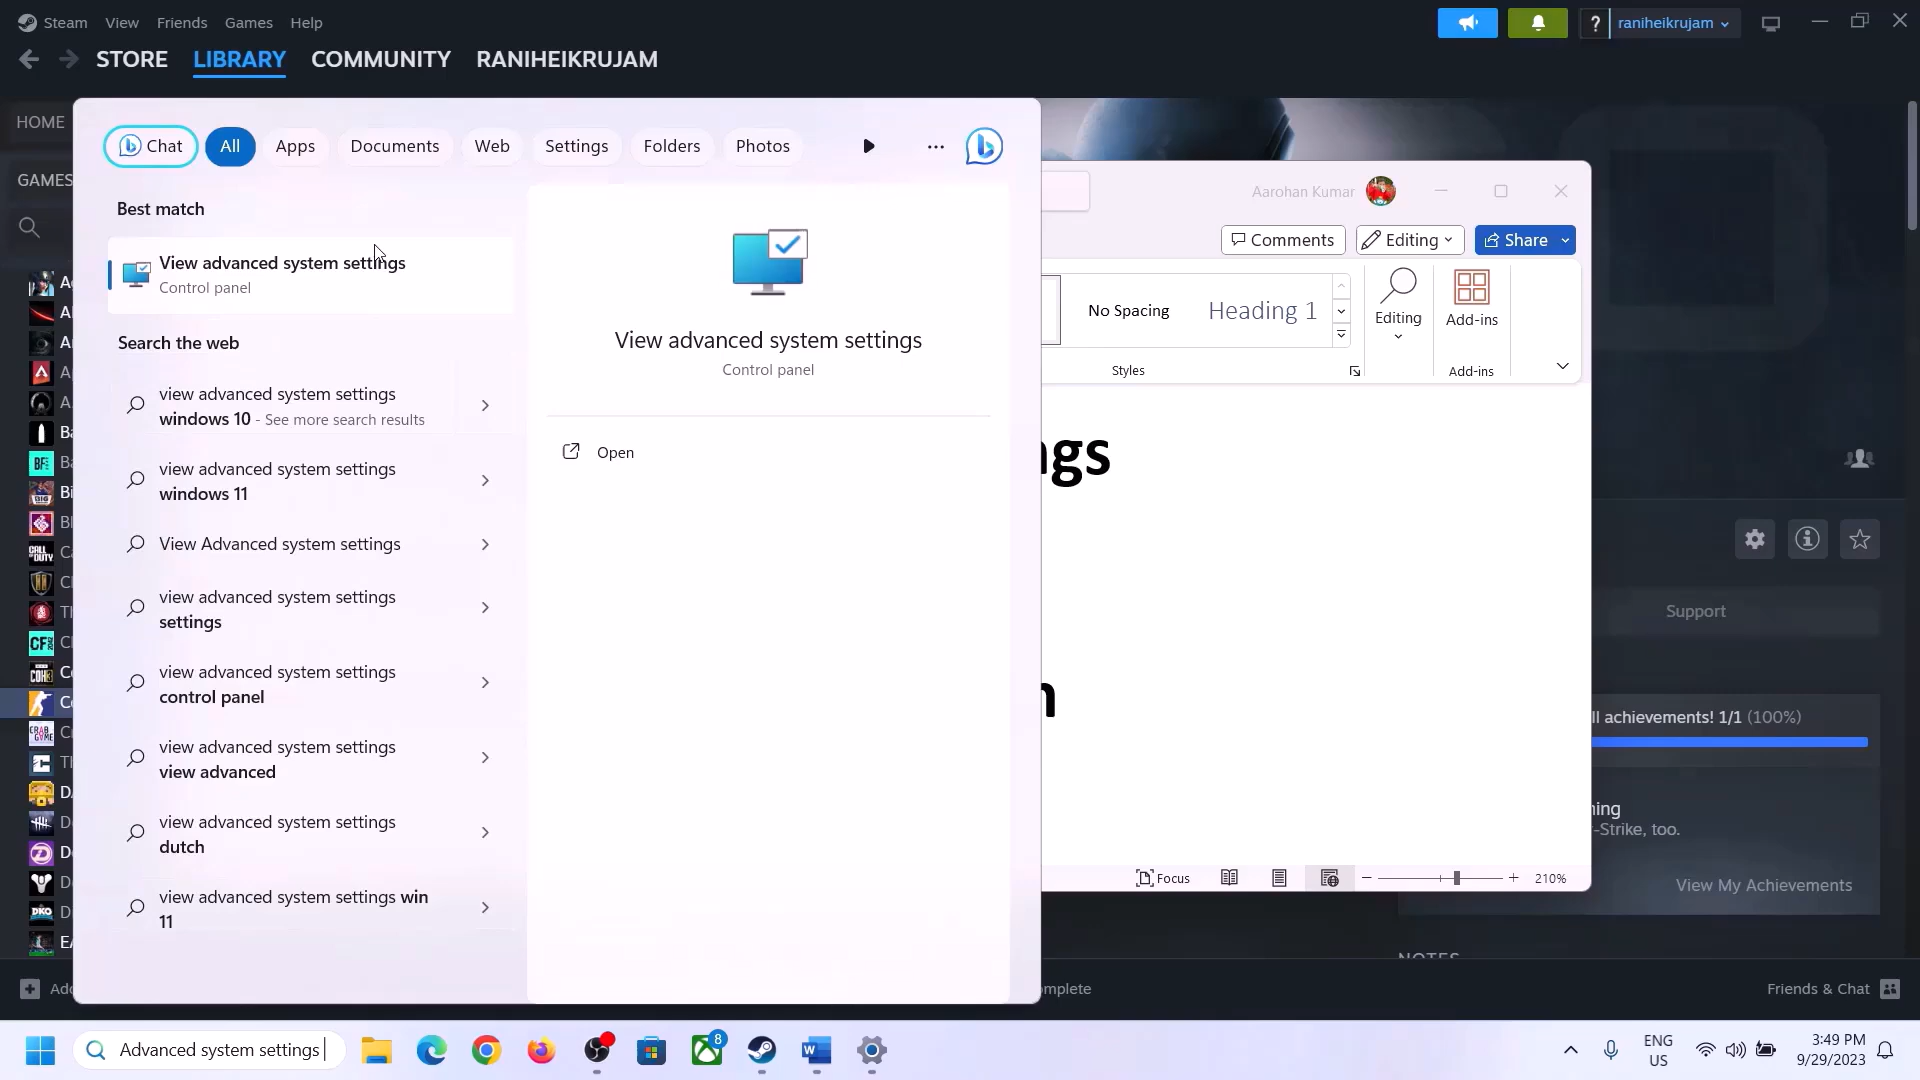 Steam View Friends Games Help
? raniheikrujam
STORE LIBRARY COMMUNITY RANIHEIKRUJAM
HOME
GAMES
Chat All Apps Documents Web Settings Folders Photos
Best match
View advanced system settings
Control panel
Search the web
view advanced system settings
windows 10 - See more search results
view advanced system settings
windows 11
View Advanced system settings
view advanced system settings
settings
view advanced system settings
control panel
view advanced system settings
view advanced
view advanced system settings
dutch
view advanced system settings win
11
View advanced system settings
Control panel
Open
Aarohan Kumar
Comments Editing Share
No Spacing Heading 1
Editing
Add-ins
Styles
Add-ins
ngs
n
Focus
210%
Support
ll achievements! 1/1 (100%)
ning
-Strike, too.
View My Achievements
NOTES
Add
mplete
Friends & Chat
Advanced system settings
8
ENG
US
3:49 PM
9/29/2023